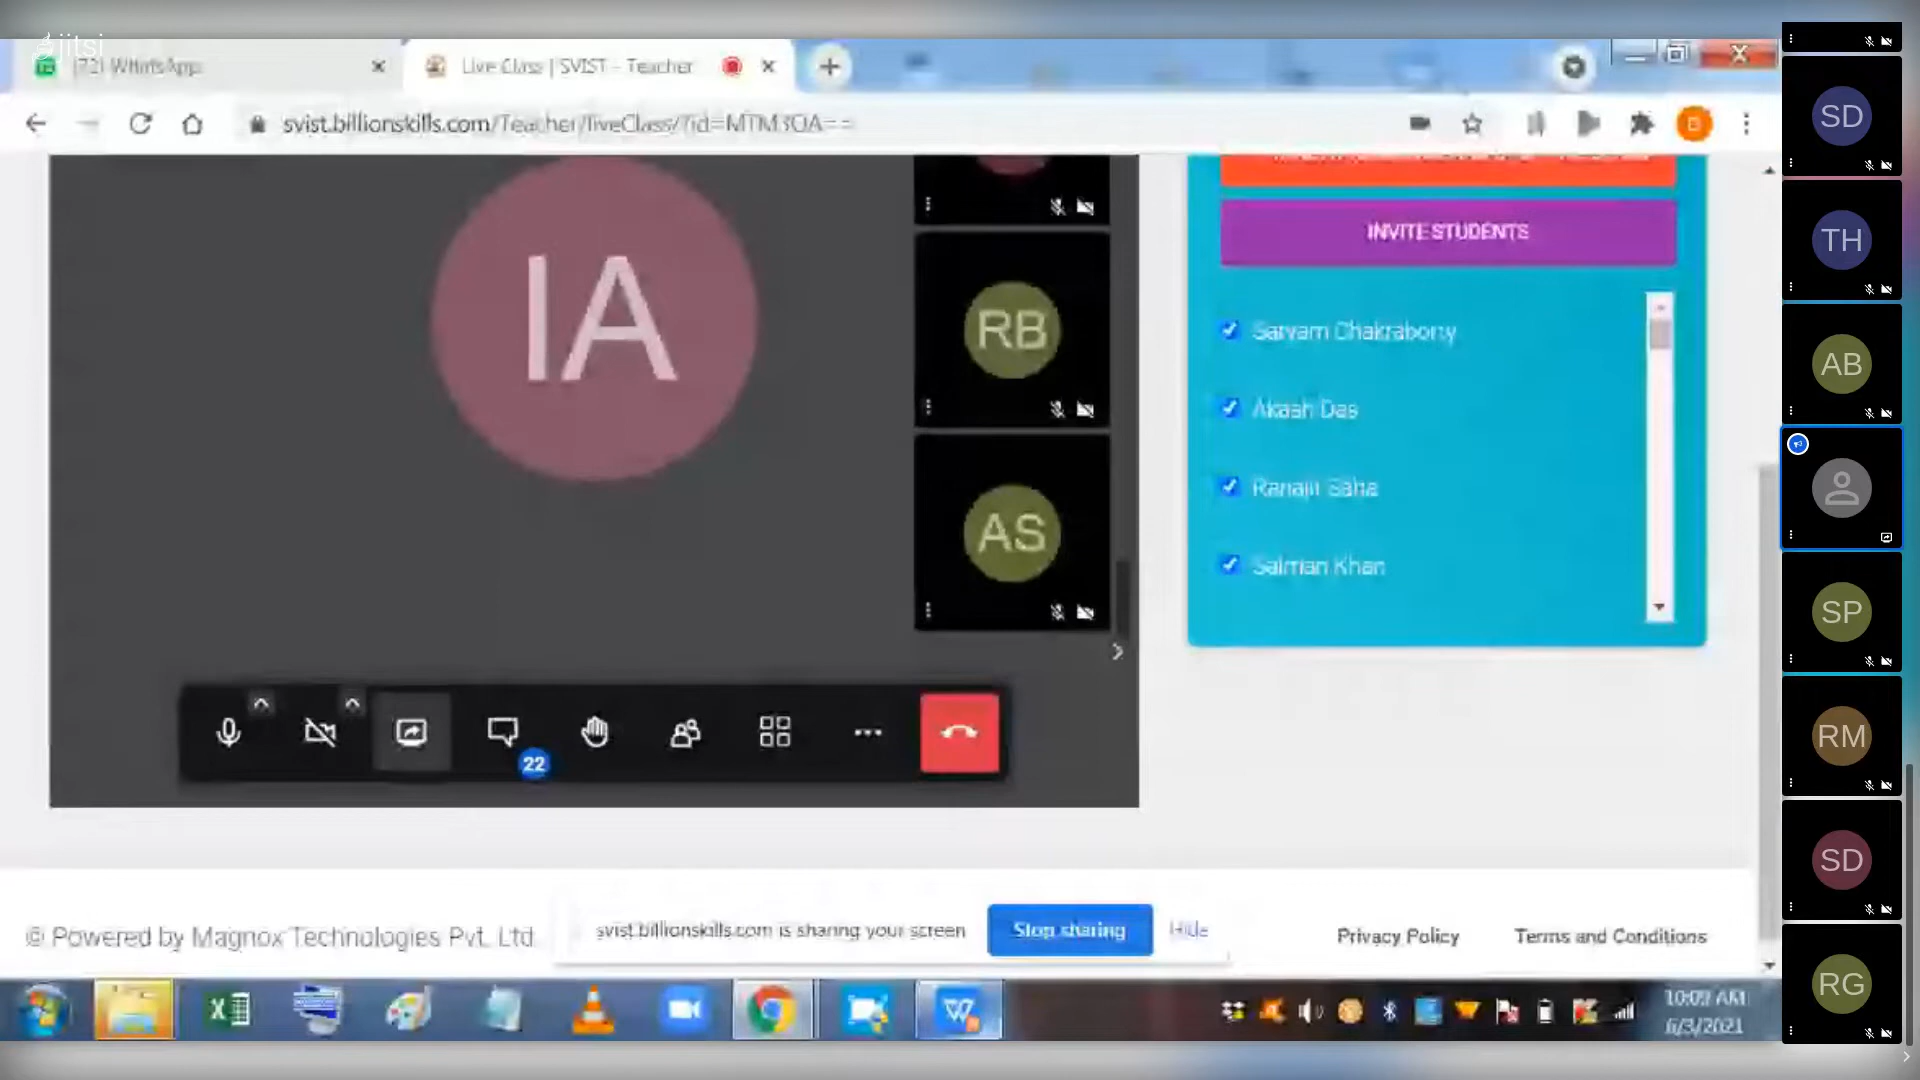 jitsi
(72) WhatsApp
Live Class | SVIST - Teacher
svist.billionskills.com/Teacher/liveClass/?id=MTM3OA==
IA
RB
AS
INVITE STUDENTS
Satyam Chakraborty
Akash Das
Ranajit Saha
Salman Khan
22
© Powered by Magnox Technologies Pvt. Ltd.
svist.billionskills.com is sharing your screen
Stop sharing
Hide
Privacy Policy
Terms and Conditions
10:09 AM
6/3/2021
SD
TH
AB
SP
RM
SD
RG